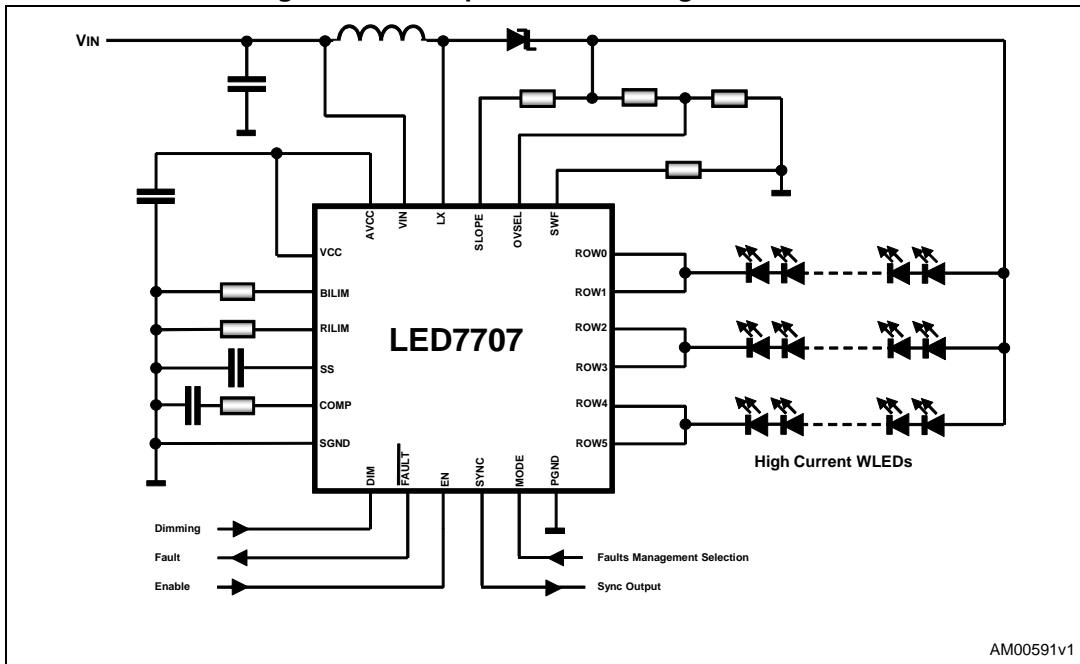 VIN
AVCC
VIN
LX
SLOPE
OVSEL
SWF
VCC
BILIM
RILIM
SS
COMP
SGND
LED7707
ROW0
ROW1
ROW2
ROW3
ROW4
ROW5
DIM
FAULT
EN
SYNC
MODE
PGND
High Current WLEDs
Dimming
Fault
Enable
Faults Management Selection
Sync Output
AM00591v1